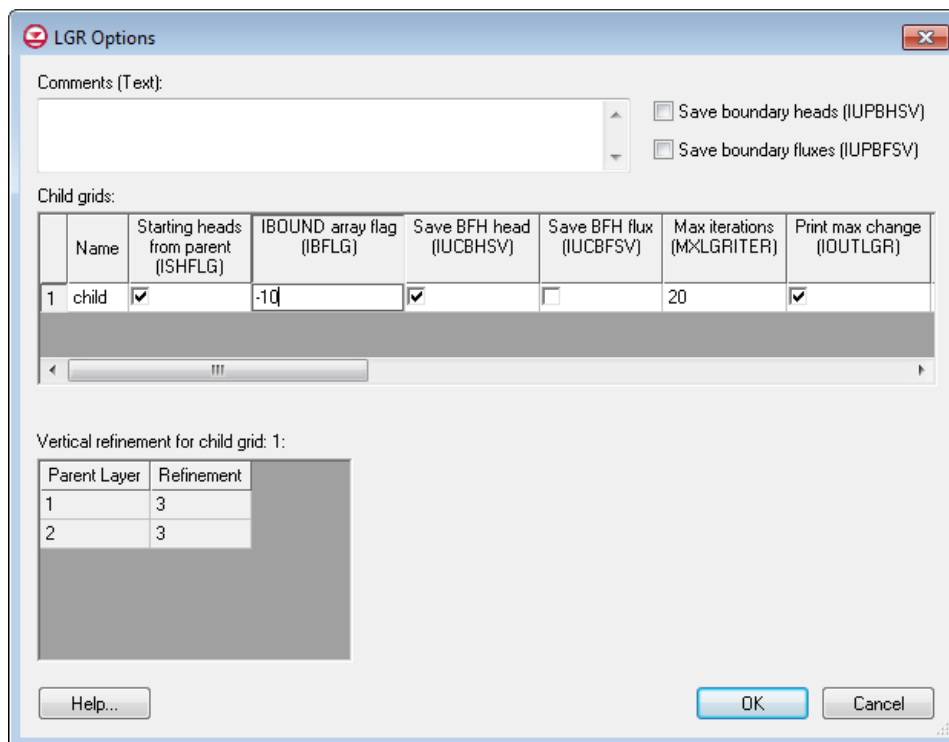 LGR Options
Comments (Text):
Save boundary heads (IUPBHSV)
Save boundary fluxes (IUPBFSV)
Child grids:
Name
Starting heads
from parent
(ISHFLG)
IBOUND array flag
(IBFLG)
Save BFH head
(IUCBHSV)
Save BFH flux
(IUCBFSV)
Max iterations
(MXLGRITER)
Print max change
(IOUTLGR)
1 child -10 20
Vertical refinement for child grid: 1:
Parent Layer Refinement
1 3
2 3
Help...
OK
Cancel